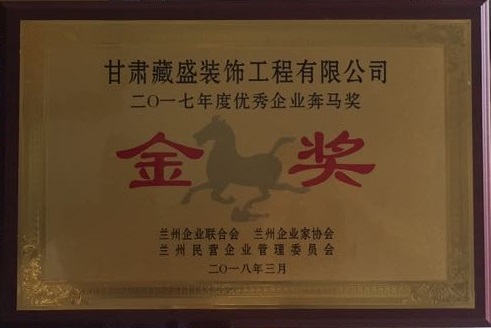 甘肃藏盛装饰工程有限公司
二〇一七年度优秀企业奔马奖
金奖
兰州企业联合会 兰州企业家协会
兰州民营企业管理委员会
二〇一八年三月